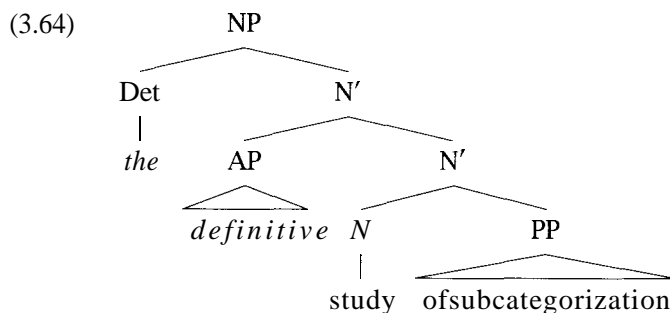 (3.64) NP
Det N′
the AP N′
definitive N PP
study ofsubcategorization